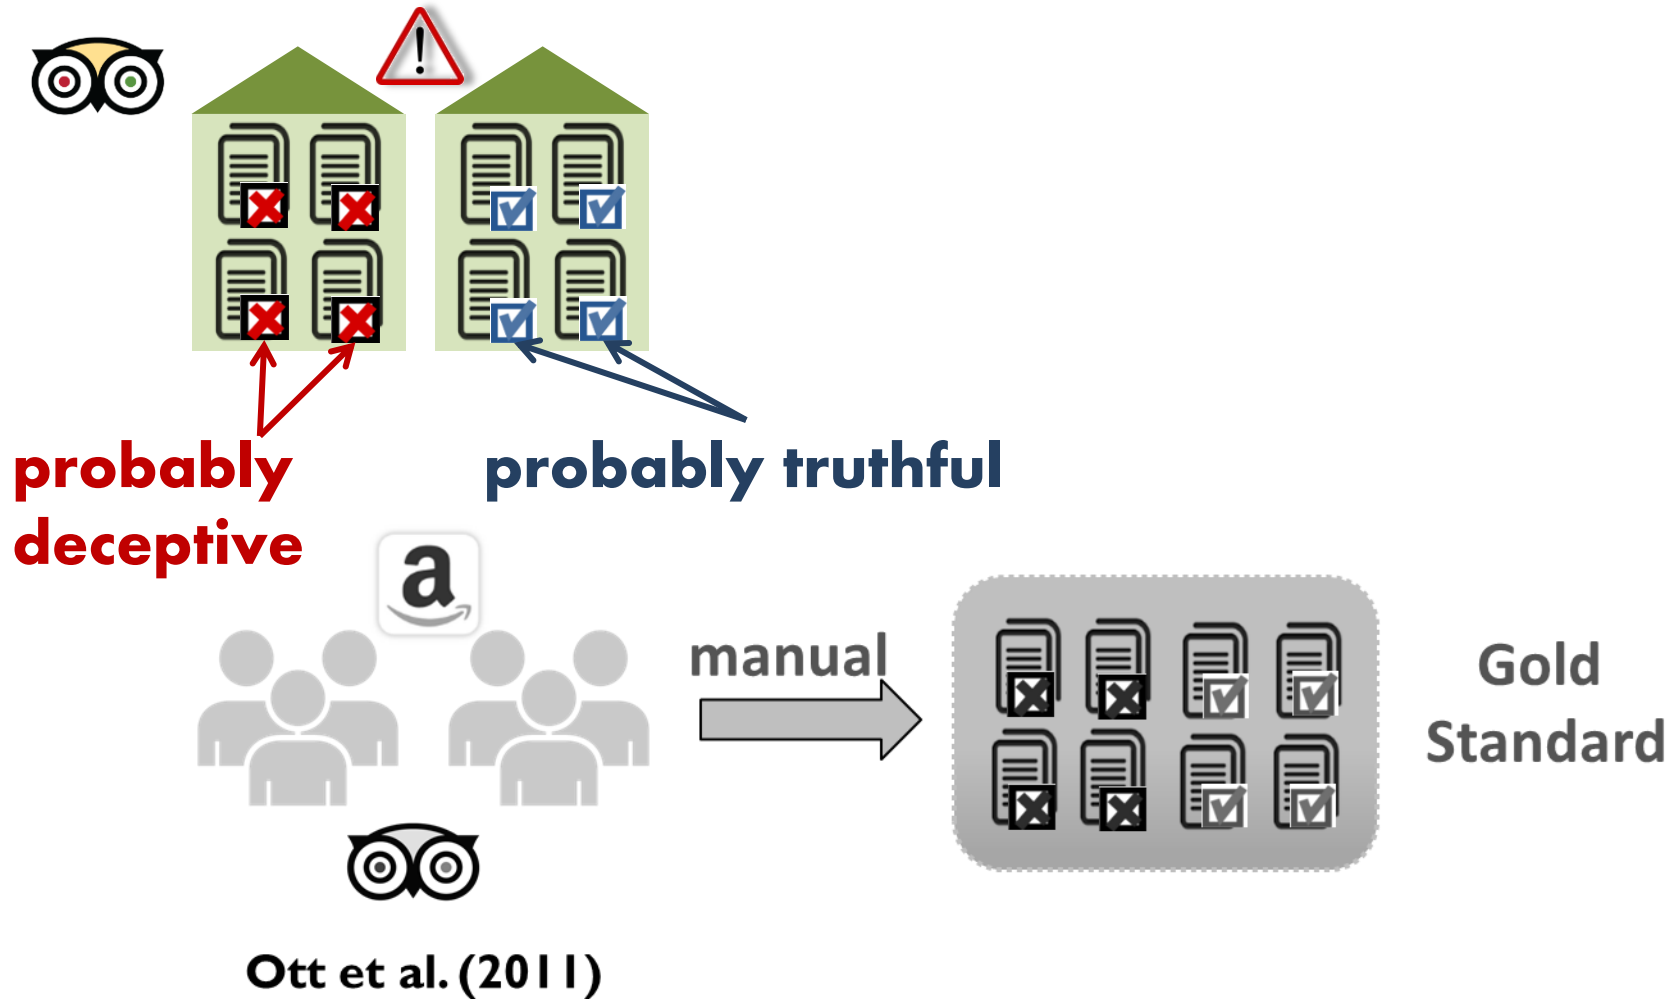 probably
deceptive
probably truthful
a
manual
Gold
Standard
Ott et al. (2011)